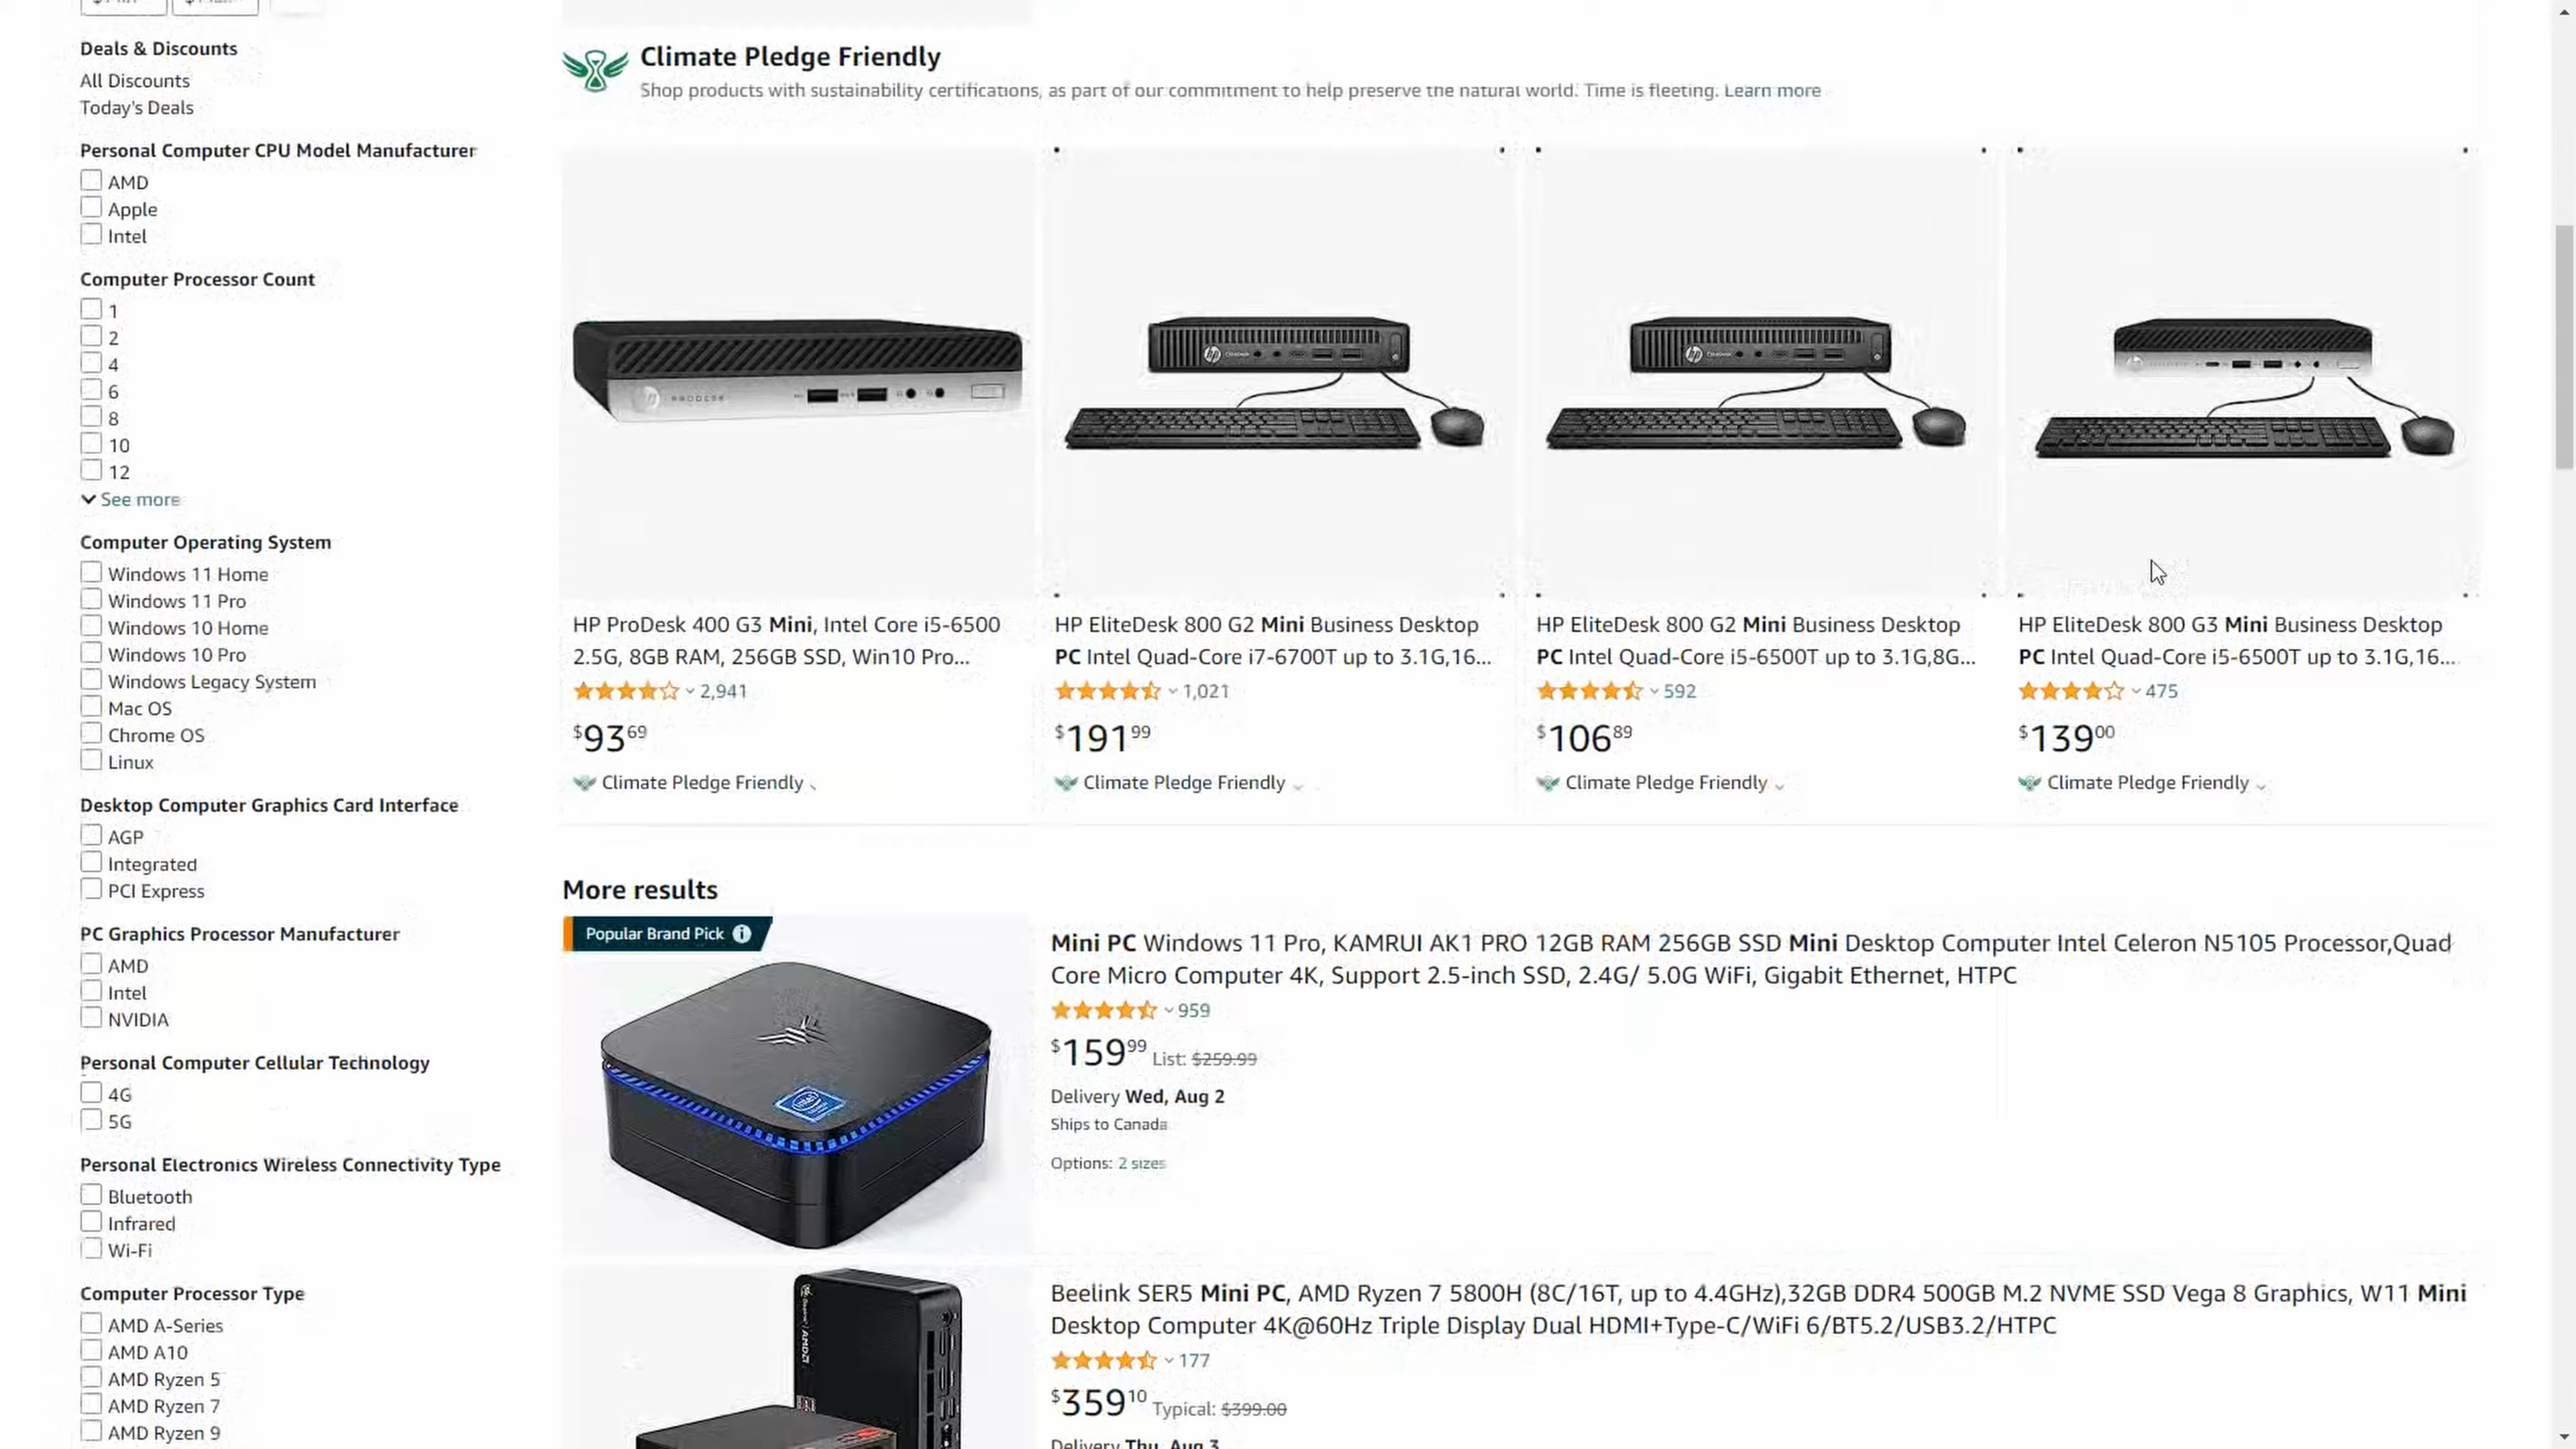 Deals & Discounts
All Discounts
Today's Deals
Personal Computer CPU Model Manufacturer
AMD
Apple
Intel
Computer Processor Count
1
2
4
6
8
10
12
See more
Computer Operating System
Windows 11 Home
Windows 11 Pro
Windows 10 Home
Windows 10 Pro
Windows Legacy System
Mac OS
Chrome OS
Linux
Desktop Computer Graphics Card Interface
AGP
Integrated
PCI Express
PC Graphics Processor Manufacturer
AMD
Intel
NVIDIA
Personal Computer Cellular Technology
4G
5G
Personal Electronics Wireless Connectivity Type
Bluetooth
Infrared
Wi-Fi
Computer Processor Type
AMD A-Series
AMD A10
AMD Ryzen 5
AMD Ryzen 7
AMD Ryzen 9
Climate Pledge Friendly
Shop products with sustainability certifications, as part of our commitment to help preserve the natural world. Time is fleeting. Learn more
PRODESK
HP ProDesk 400 G3 Mini, Intel Core i5-6500
2.5G, 8GB RAM, 256GB SSD, Win10 Pro...
2,941
$93.69
Climate Pledge Friendly
hp
HP EliteDesk 800 G2 Mini Business Desktop
PC Intel Quad-Core i7-6700T up to 3.1G,16...
1,021
$191.99
Climate Pledge Friendly
hp
HP EliteDesk 800 G2 Mini Business Desktop
PC Intel Quad-Core i5-6500T up to 3.1G,8G...
592
$106.89
Climate Pledge Friendly
HP EliteDesk 800 G3 Mini Business Desktop
PC Intel Quad-Core i5-6500T up to 3.1G,16...
475
$139.00
Climate Pledge Friendly
More results
Popular Brand Pick
intel
Mini PC Windows 11 Pro, KAMRUI AK1 PRO 12GB RAM 256GB SSD Mini Desktop Computer Intel Celeron N5105 Processor,Quad
Core Micro Computer 4K, Support 2.5-inch SSD, 2.4G/ 5.0G WiFi, Gigabit Ethernet, HTPC
959
$159.99 List: $259.99
Delivery Wed, Aug 2
Ships to Canada
Options: 2 sizes
Beelink SER5 Mini PC, AMD Ryzen 7 5800H (8C/16T, up to 4.4GHz),32GB DDR4 500GB M.2 NVME SSD Vega 8 Graphics, W11 Mini
Desktop Computer 4K@60Hz Triple Display Dual HDMI+Type-C/WiFi 6/BT5.2/USB3.2/HTPC
177
$359.10 Typical: $399.00
Delivery Thu, Aug 3